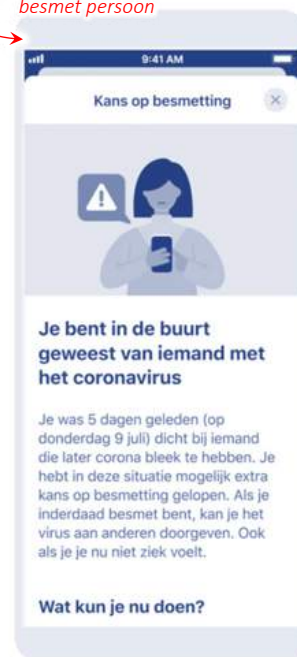 besmet persoon
9:41 AM
Kans op besmetting
Je bent in de buurt
geweest van iemand met
het coronavirus
Je was 5 dagen geleden (op
donderdag 9 juli) dicht bij iemand
die later corona bleek te hebben. Je
hebt in deze situatie mogelijk extra
kans op besmetting gelopen. Als je
inderdaad besmet bent, kan je het
virus aan anderen doorgeven. Ook
als je je nu niet ziek voelt.
Wat kun je nu doen?